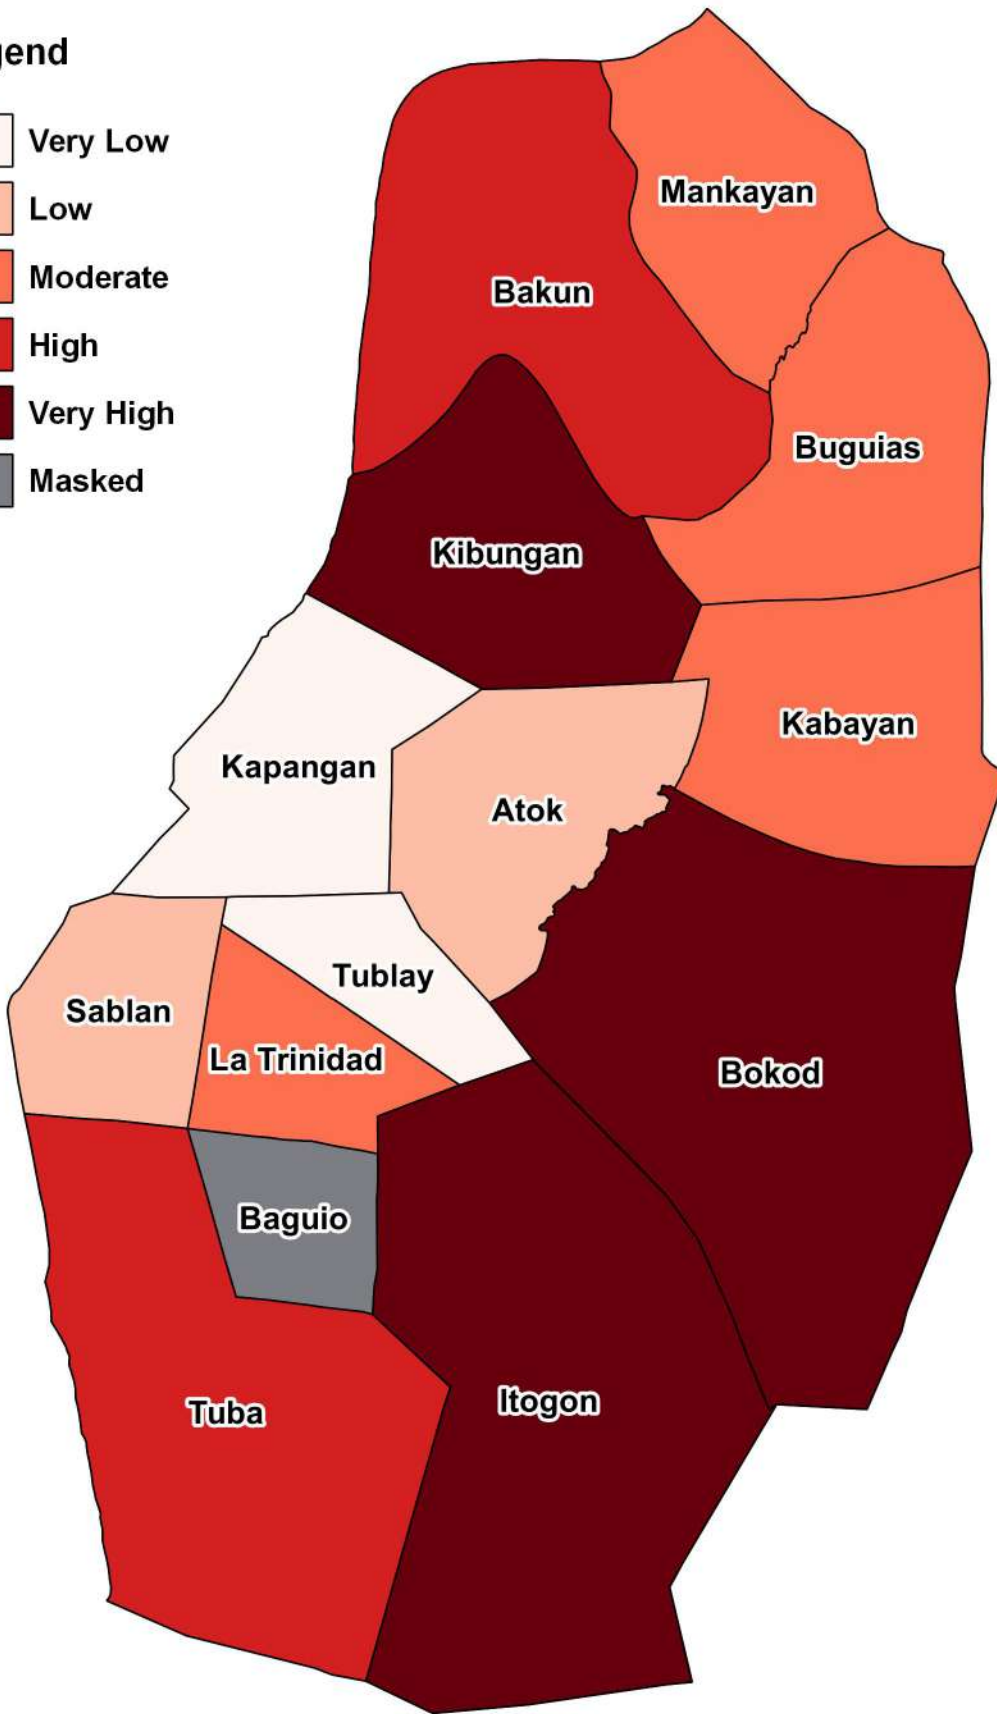 gend
Very Low
Low
Moderate
High
Very High
Masked
Mankayan
Bakun
Buguias
Kibungan
Kabayan
Kapangan
Atok
Tublay
Sablan
La Trinidad
Bokod
Baguio
Itogon
Tuba